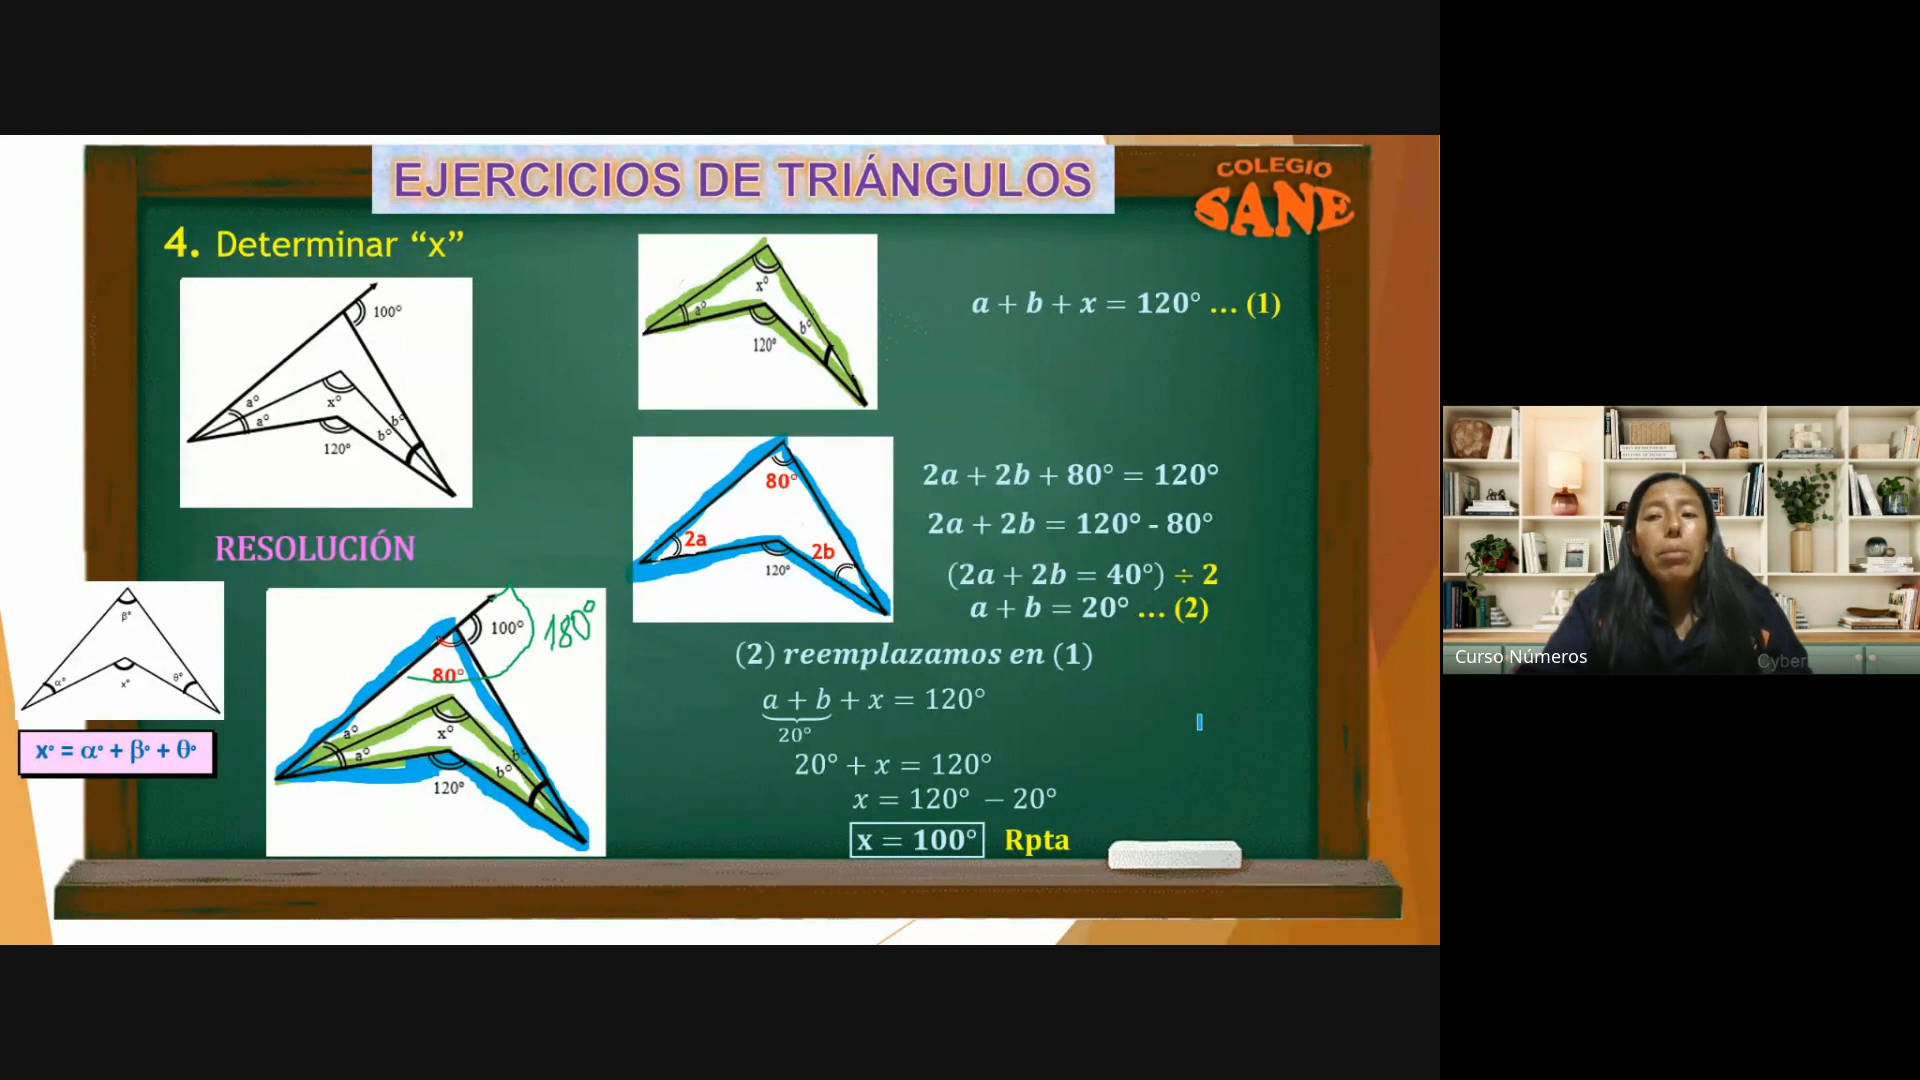 EJERCICIOS DE TRIÁNGULOS
COLEGIO
SANE
4. Determinar “x”
100°
a°
a°
x°
b°
b°
120°
x°
a°
b°
120°
a + b + x = 120° ... (1)
80°
2a
2b
120°
2a + 2b + 80° = 120°
2a + 2b = 120° - 80°
(2a + 2b = 40°) ÷ 2
a + b = 20° ... (2)
RESOLUCIÓN
β°
α°
x°
θ°
x° = α° + β° + θ°
100°
180°
80°
a°
a°
x°
b°
b°
120°
(2) reemplazamos en (1)
a + b + x = 120°
20°
20° + x = 120°
x = 120° – 20°
x = 100° Rpta
Curso Números
Cyber